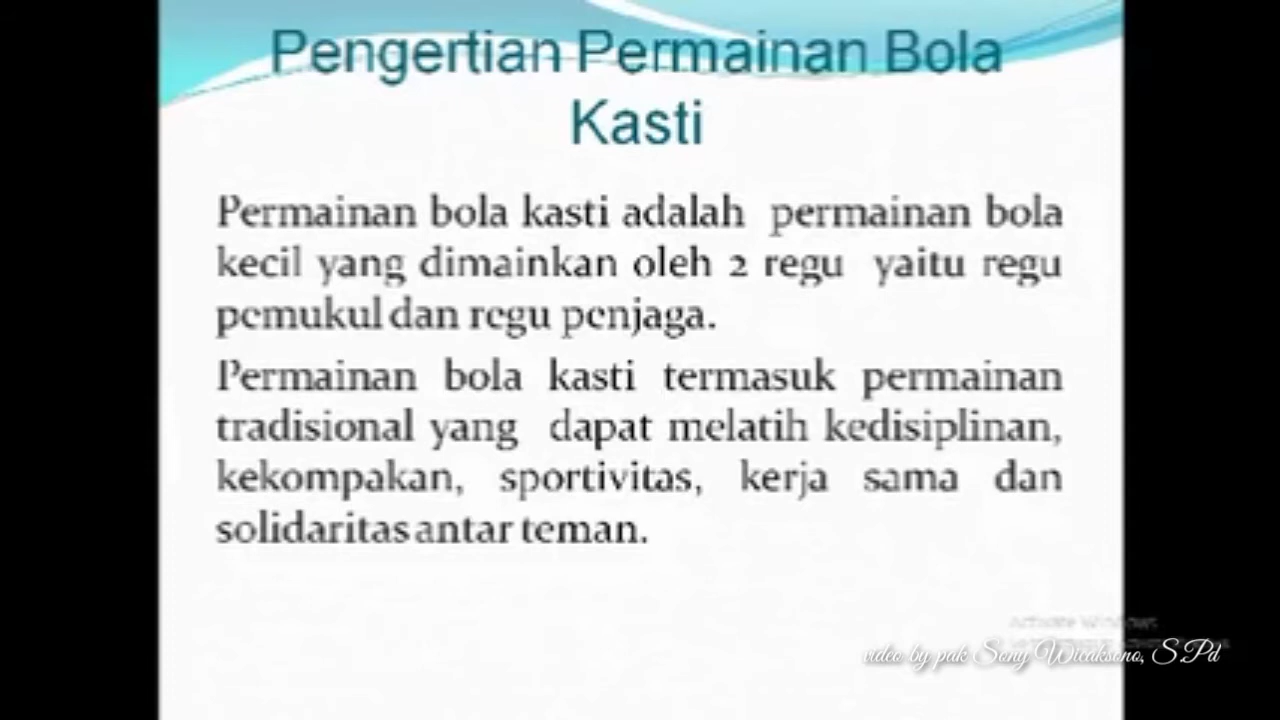 Pengertian Permainan Bola
Kasti
Permainan bola kasti adalah permainan bola
kecil yang dimainkan oleh 2 regu yaitu regu
pemukul dan regu penjaga.
Permainan bola kasti termasuk permainan
tradisional yang dapat melatih kedisiplinan,
kekompakan, sportivitas, kerja sama dan
solidaritas antar teman.
Activate Windows
video by pak Sony Wicaksono, S.Pd